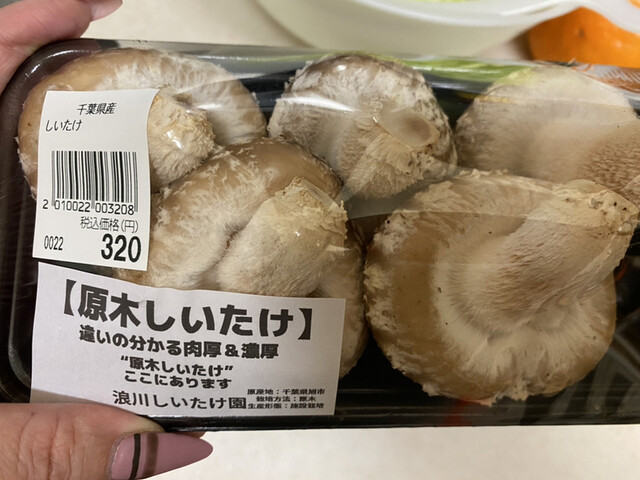 千葉県産
しいたけ
2 010022 003208
税込価格(円)
0022 320
【原木しいたけ】
違いの分かる肉厚&濃厚
“原木しいたけ”
ここにあります
浪川しいたけ園
原産地:千葉県旭市
栽培方法:原木
生産形態:施設栽培